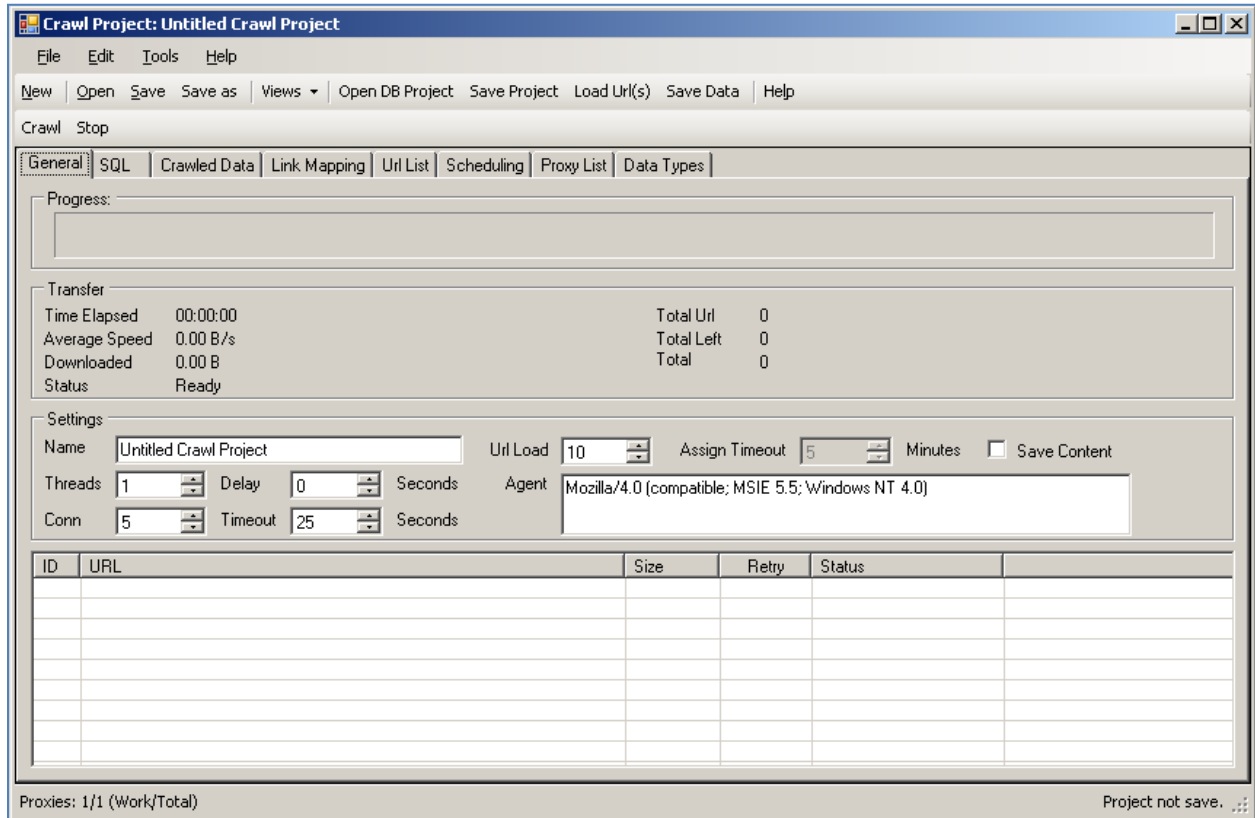 Crawl Project: Untitled Crawl Project
File Edit Tools Help
New Open Save Save as Views Open DB Project Save Project Load Url(s) Save Data Help
Crawl Stop
General SQL Crawled Data Link Mapping Url List Scheduling Proxy List Data Types
Progress:
Transfer
Time Elapsed 00:00:00 Total Url 0
Average Speed 0.00 B/s Total Left 0
Downloaded 0.00 B Total 0
Status Ready
Settings
Name Untitled Crawl Project Url Load 10 Assign Timeout 5 Minutes Save Content
Threads 1 Delay 0 Seconds Agent Mozilla/4.0 (compatible; MSIE 5.5; Windows NT 4.0)
Conn 5 Timeout 25 Seconds
ID URL Size Retry Status
Proxies: 1/1 (Work/Total) Project not save.